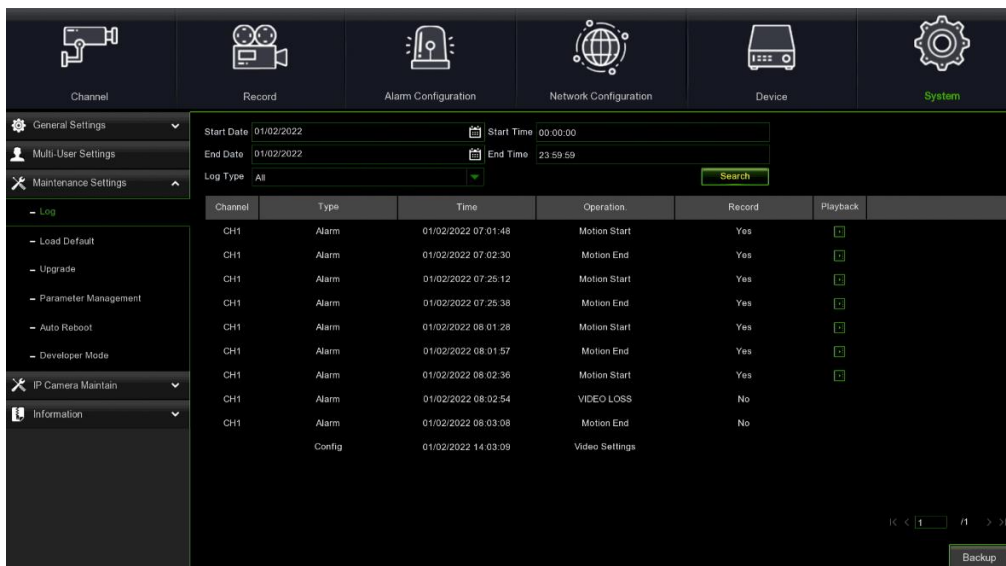 Channel Record Alarm Configuration Network Configuration Device System
General Settings
Multi-User Settings
Maintenance Settings
Log
Load Default
Upgrade
Parameter Management
Auto Reboot
Developer Mode
IP Camera Maintain
Information
Start Date 01/02/2022 Start Time 00:00:00
End Date 01/02/2022 End Time 23:59:59
Log Type All Search
Channel Type Time Operation. Record Playback
CH1 Alarm 01/02/2022 07:01:48 Motion Start Yes
CH1 Alarm 01/02/2022 07:02:30 Motion End Yes
CH1 Alarm 01/02/2022 07:25:12 Motion Start Yes
CH1 Alarm 01/02/2022 07:25:38 Motion End Yes
CH1 Alarm 01/02/2022 08:01:28 Motion Start Yes
CH1 Alarm 01/02/2022 08:01:57 Motion End Yes
CH1 Alarm 01/02/2022 08:02:36 Motion Start Yes
CH1 Alarm 01/02/2022 08:02:54 VIDEO LOSS No
CH1 Alarm 01/02/2022 08:03:08 Motion End No
Config 01/02/2022 14:03:09 Video Settings
1 /1
Backup